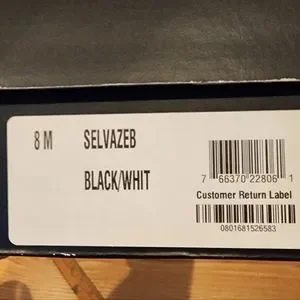 8 M SELVAZEB
BLACK/WHIT
7 66370 22806 1
Customer Return Label
0801681526583